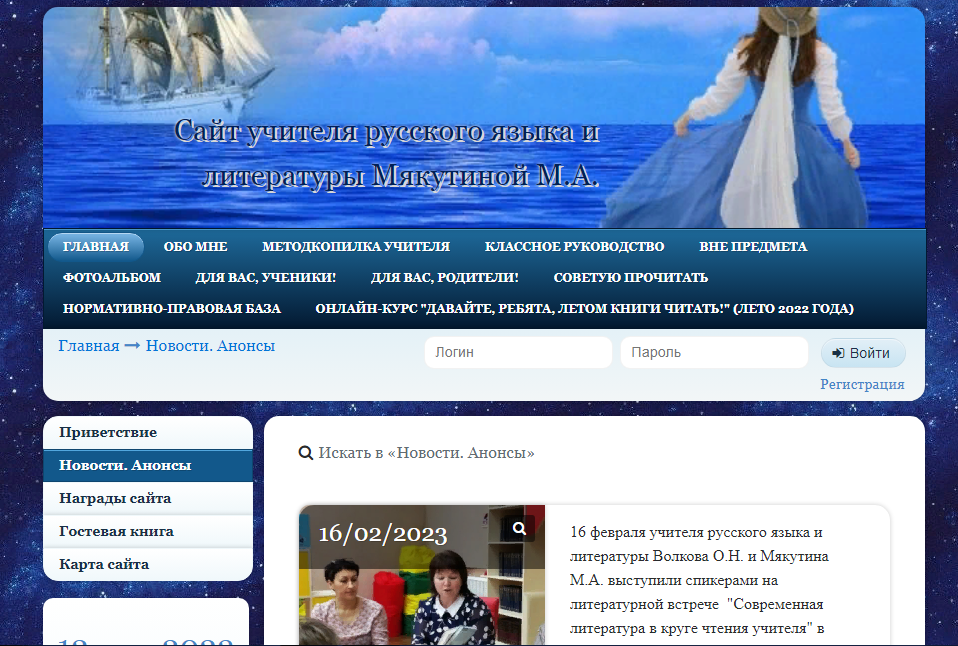 Сайт учителя русского языка и
литературы Мякутиной М.А.
ГЛАВНАЯ ОБО МНЕ МЕТОДКОПИЛКА УЧИТЕЛЯ КЛАССНОЕ РУКОВОДСТВО ВНЕ ПРЕДМЕТА
ФОТОАЛЬБОМ ДЛЯ ВАС, УЧЕНИКИ! ДЛЯ ВАС, РОДИТЕЛИ! СОВЕТУЮ ПРОЧИТАТЬ
НОРМАТИВНО-ПРАВОВАЯ БАЗА ОНЛАЙН-КУРС "ДАВАЙТЕ, РЕБЯТА, ЛЕТОМ КНИГИ ЧИТАТЬ!" (ЛЕТО 2022 ГОДА)
Главная → Новости. Анонсы
Логин Пароль Войти
Регистрация
Приветствие
Новости. Анонсы
Награды сайта
Гостевая книга
Карта сайта
Искать в «Новости. Анонсы»
16/02/2023
16 февраля учителя русского языка и
литературы Волкова О.Н. и Мякутина
М.А. выступили спикерами на
литературной встрече "Современная
литература в круге чтения учителя" в